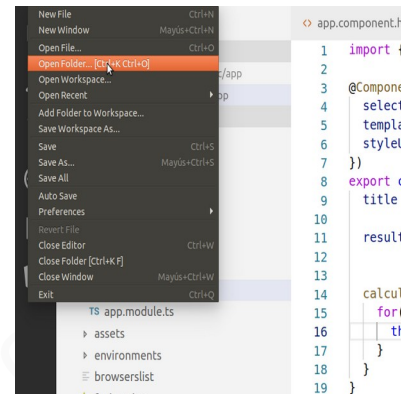 New File Ctrl+N
New Window Mayús+Ctrl+N
Open File... Ctrl+O
Open Folder... [Ctrl+K Ctrl+O]
Open Workspace...
Open Recent
Add Folder to Workspace...
Save Workspace As...
Save Ctrl+S
Save As... Mayús+Ctrl+S
Save All
Auto Save
Preferences
Revert File
Close Editor Ctrl+W
Close Folder [Ctrl+K F]
Close Window Mayús+Ctrl+W
Exit Ctrl+Q
/app
TS app.module.ts
assets
environments
browserslist
<> app.component.h
1 import {
2
3 @Compone
4 select
5 templa
6 styleU
7 })
8 export c
9 title
10
11 result
12
13
14 calcul
15 for(
16 th
17 }
18 }
19 }